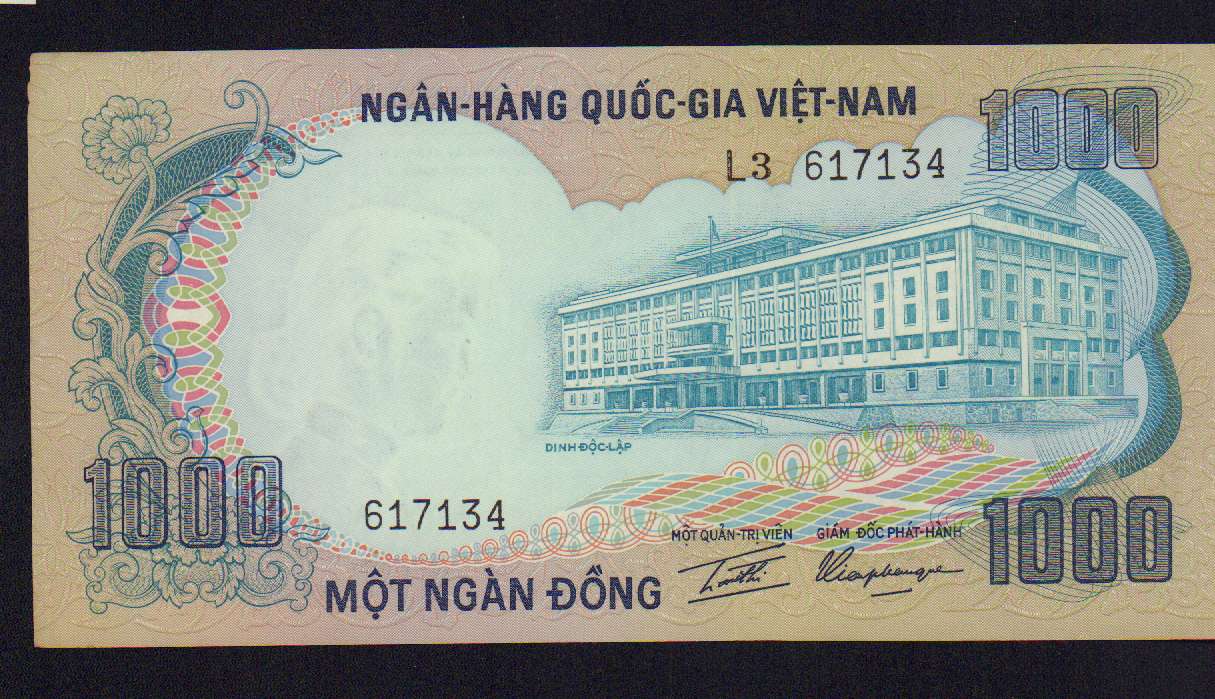 NGÂN-HÀNG QUỐC-GIA VIỆT-NAM
1000
L3 617134
DINH ĐỘC-LẬP
1000
617134
MỘT QUẢN-TRỊ VIÊN GIÁM ĐỐC PHÁT-HÀNH
1000
MỘT NGÀN ĐỒNG